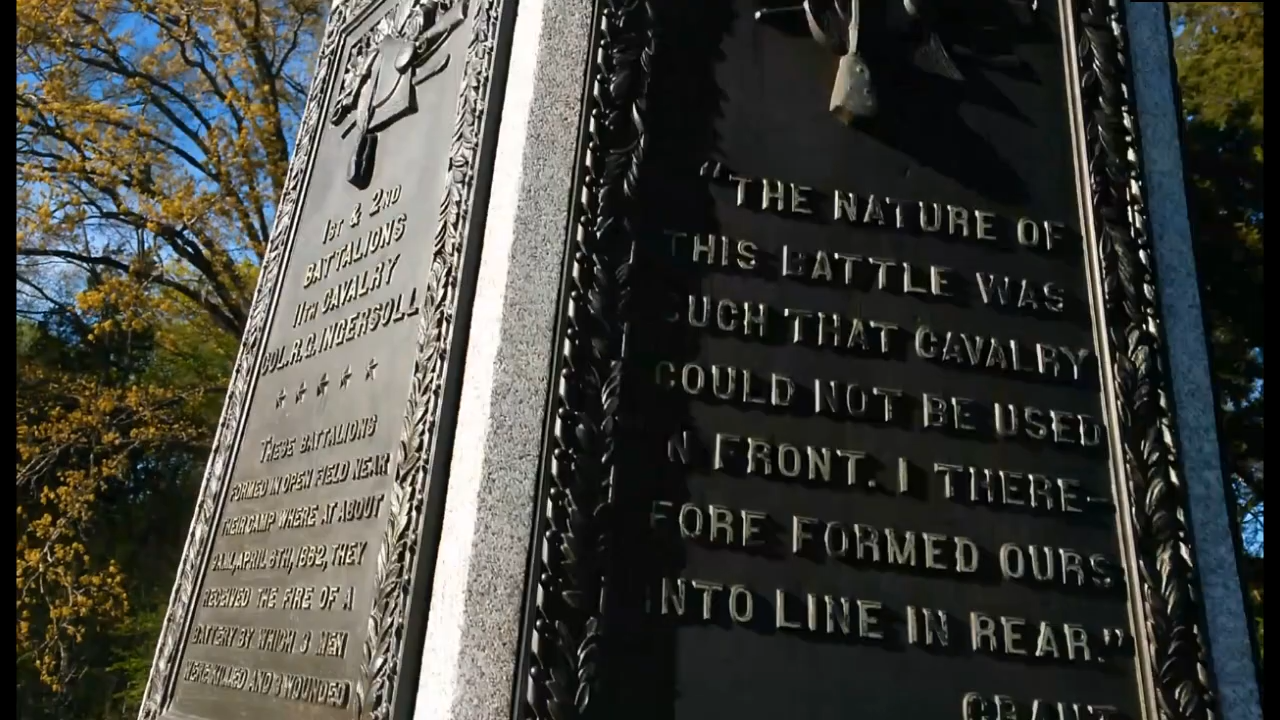 1ST & 2ND
BATTALIONS
11TH CAVALRY
COL. R. G. INGERSOLL
THESE BATTALIONS
FORMED IN OPEN FIELD NEAR
THEIR CAMP WHERE AT ABOUT
9 A.M., APRIL 6TH, 1862, THEY
RECEIVED THE FIRE OF A
BATTERY BY WHICH 3 MEN
WERE KILLED AND 9 WOUNDED
"THE NATURE OF
THIS BATTLE WAS
SUCH THAT CAVALRY
COULD NOT BE USED
IN FRONT. I THERE-
FORE FORMED OURS
INTO LINE IN REAR."
GRANT